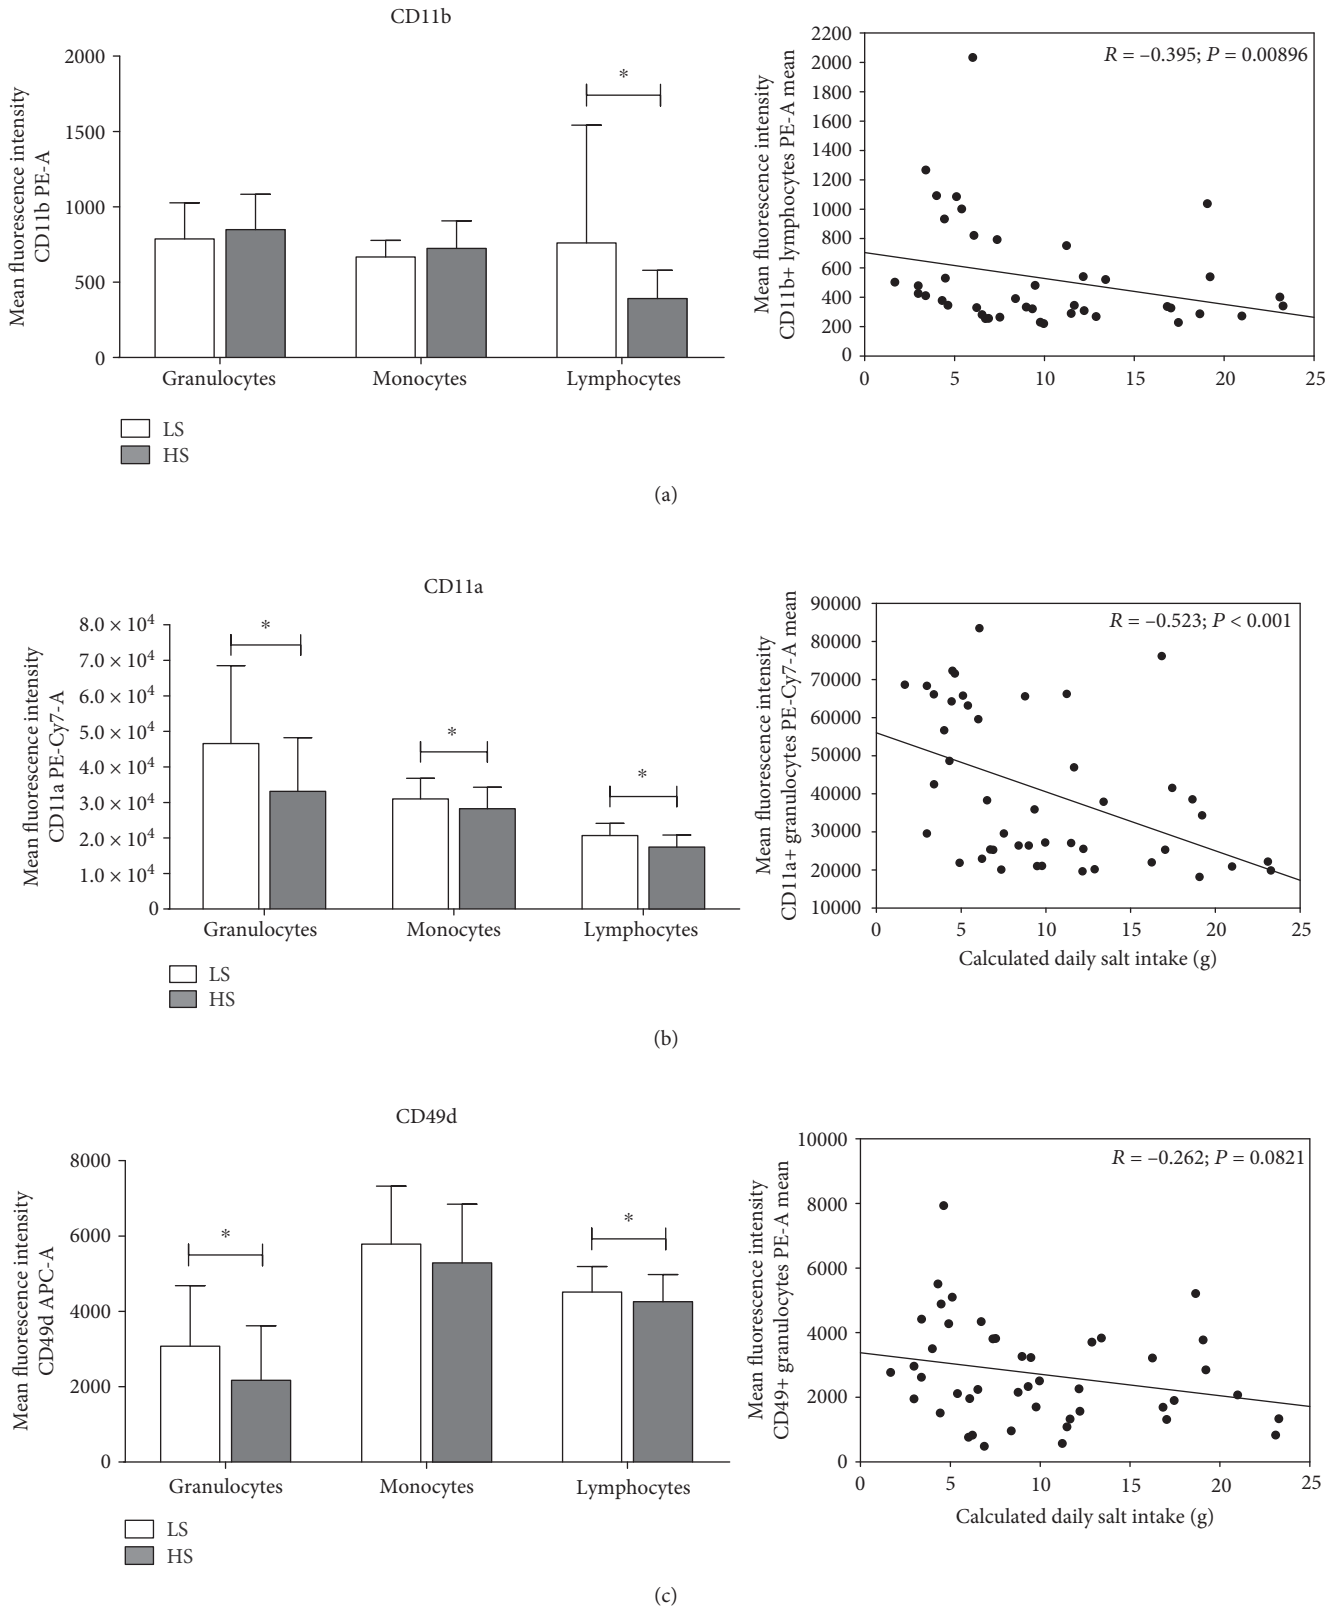 CD11b
Mean fluorescence intensity
CD11b PE-A
2000
1500
1000
500
0
*
Granulocytes
Monocytes
Lymphocytes
LS
HS
Mean fluorescence intensity
CD11b+ lymphocytes PE-A mean
2200
2000
1800
1600
1400
1200
1000
800
600
400
200
0
R = –0.395; P = 0.00896
0 5 10 15 20 25
(a)
CD11a
Mean fluorescence intensity
CD11a PE-Cy7-A
8.0 × 10⁴
7.0 × 10⁴
6.0 × 10⁴
5.0 × 10⁴
4.0 × 10⁴
3.0 × 10⁴
2.0 × 10⁴
1.0 × 10⁴
0
*
*
*
Granulocytes
Monocytes
Lymphocytes
LS
HS
Mean fluorescence intensity
CD11a+ granulocytes PE-Cy7-A mean
90000
80000
70000
60000
50000
40000
30000
20000
10000
R = –0.523; P < 0.001
0 5 10 15 20 25
Calculated daily salt intake (g)
(b)
CD49d
Mean fluorescence intensity
CD49d APC-A
8000
6000
4000
2000
0
*
*
Granulocytes
Monocytes
Lymphocytes
LS
HS
Mean fluorescence intensity
CD49+ granulocytes PE-A mean
10000
8000
6000
4000
2000
0
R = –0.262; P = 0.0821
0 5 10 15 20 25
Calculated daily salt intake (g)
(c)